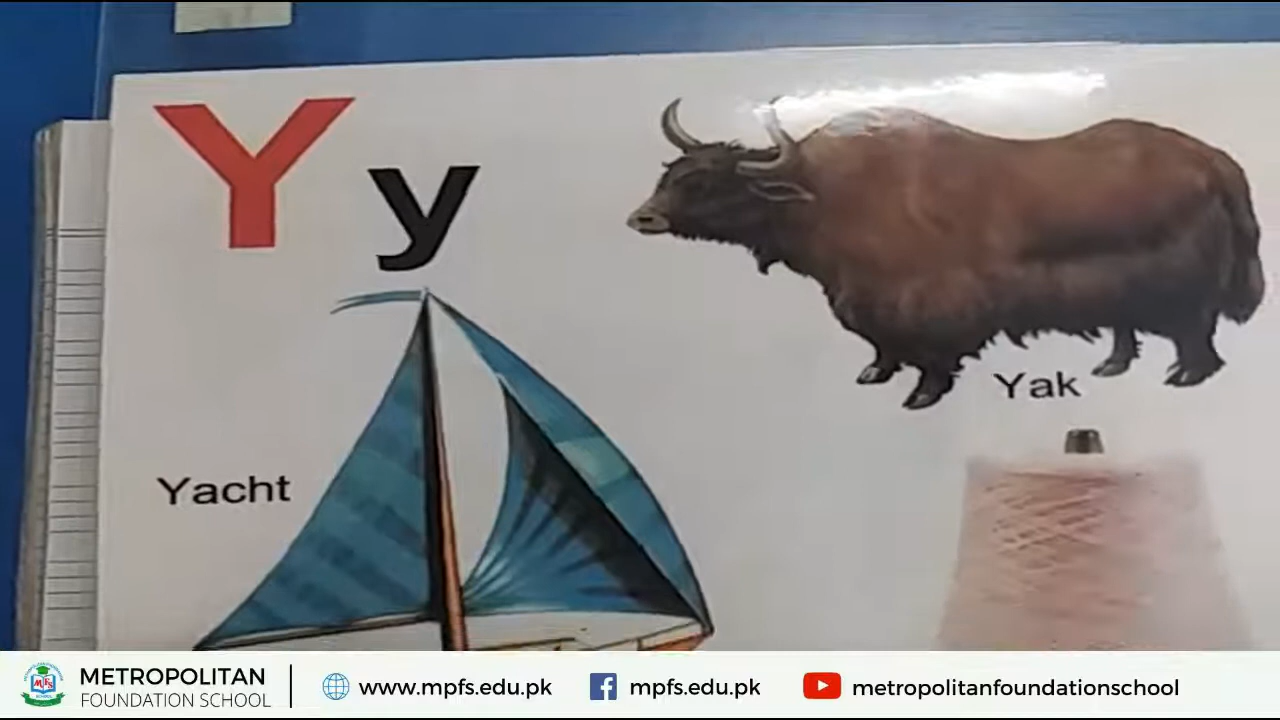 Y y
Yak
Yacht
METROPOLITAN
FOUNDATION SCHOOL
www.mpfs.edu.pk
mpfs.edu.pk
metropolitanfoundationschool